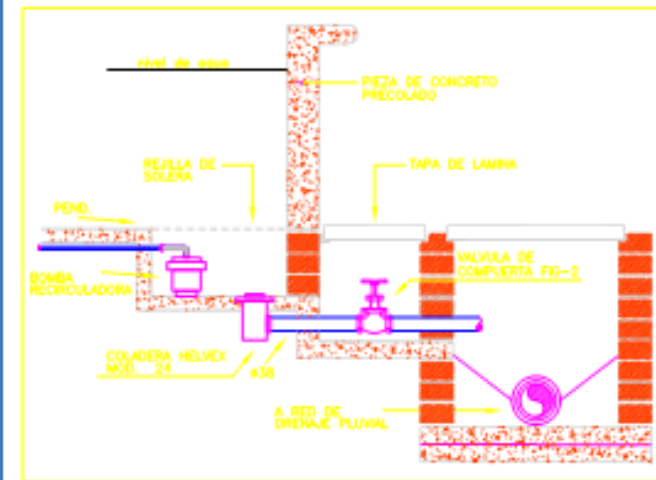 nivel de agua
PIEZA DE CONCRETO
PRECOLADO
REJILLA DE
SOLERA
TAPA DE LAMINA
PEND.
VALVULA DE
COMPUERTA FIG-2
BOMBA
RECIRCULADORA
COLADERA HELVEX
MOD. 24
ø38
A RED DE
DRENAJE PLUVIAL